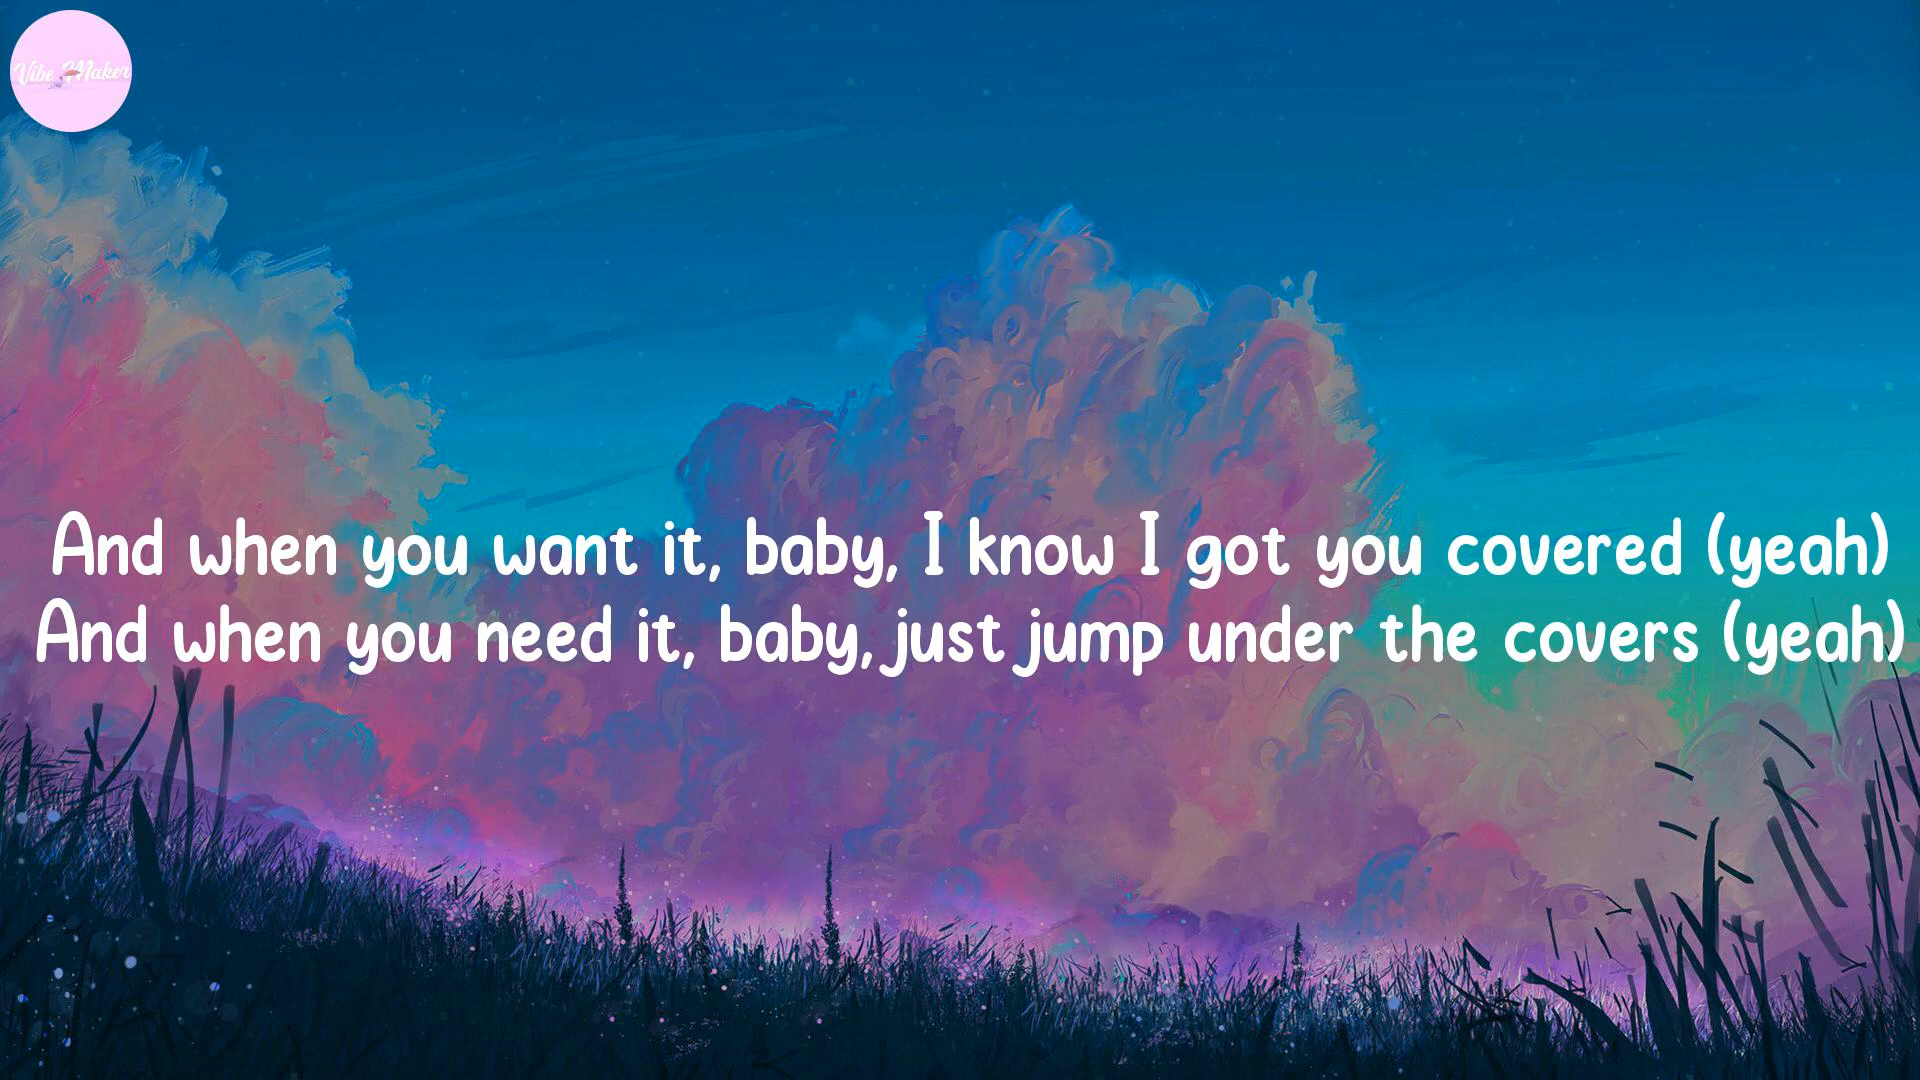 Vibe Maker
And when you want it, baby, I know I got you covered (yeah)
And when you need it, baby, just jump under the covers (yeah)